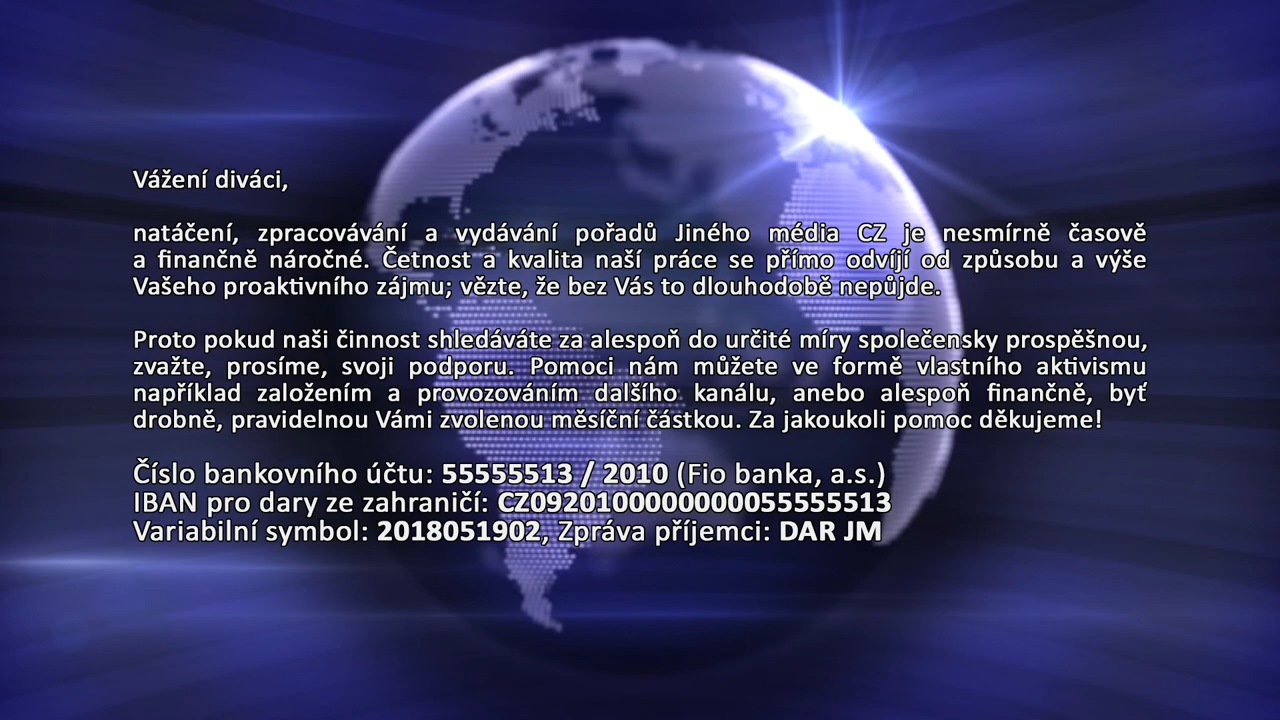 Vážení diváci,
natáčení, zpracovávání a vydávání pořadů Jiného média CZ je nesmírně časově
a finančně náročné. Četnost a kvalita naší práce se přímo odvíjí od způsobu a výše
Vašeho proaktivního zájmu; vězte, že bez Vás to dlouhodobě nepůjde.
Proto pokud naši činnost shledáváte za alespoň do určité míry společensky prospěšnou,
zvažte, prosíme, svoji podporu. Pomoci nám můžete ve formě vlastního aktivismu
například založením a provozováním dalšího kanálu, anebo alespoň finančně, byť
drobně, pravidelnou Vámi zvolenou měsíční částkou. Za jakoukoli pomoc děkujeme!
Číslo bankovního účtu: 55555513 / 2010 (Fio banka, a.s.)
IBAN pro dary ze zahraničí: CZ0920100000000055555513
Variabilní symbol: 2018051902, Zpráva příjemci: DAR JM